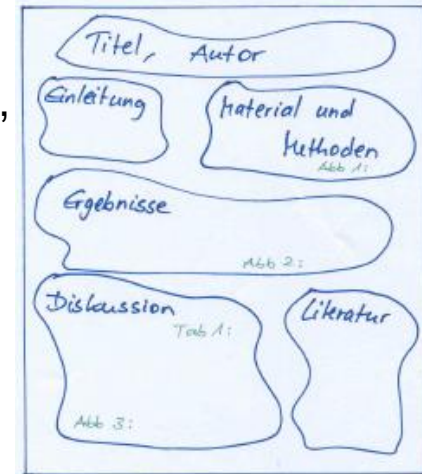 Titel, Autor
,
Einleitung
Material und
Methoden
Abb 1:
Ergebnisse
Abb 2:
Diskussion
Tab 1:
Abb 3:
Literatur